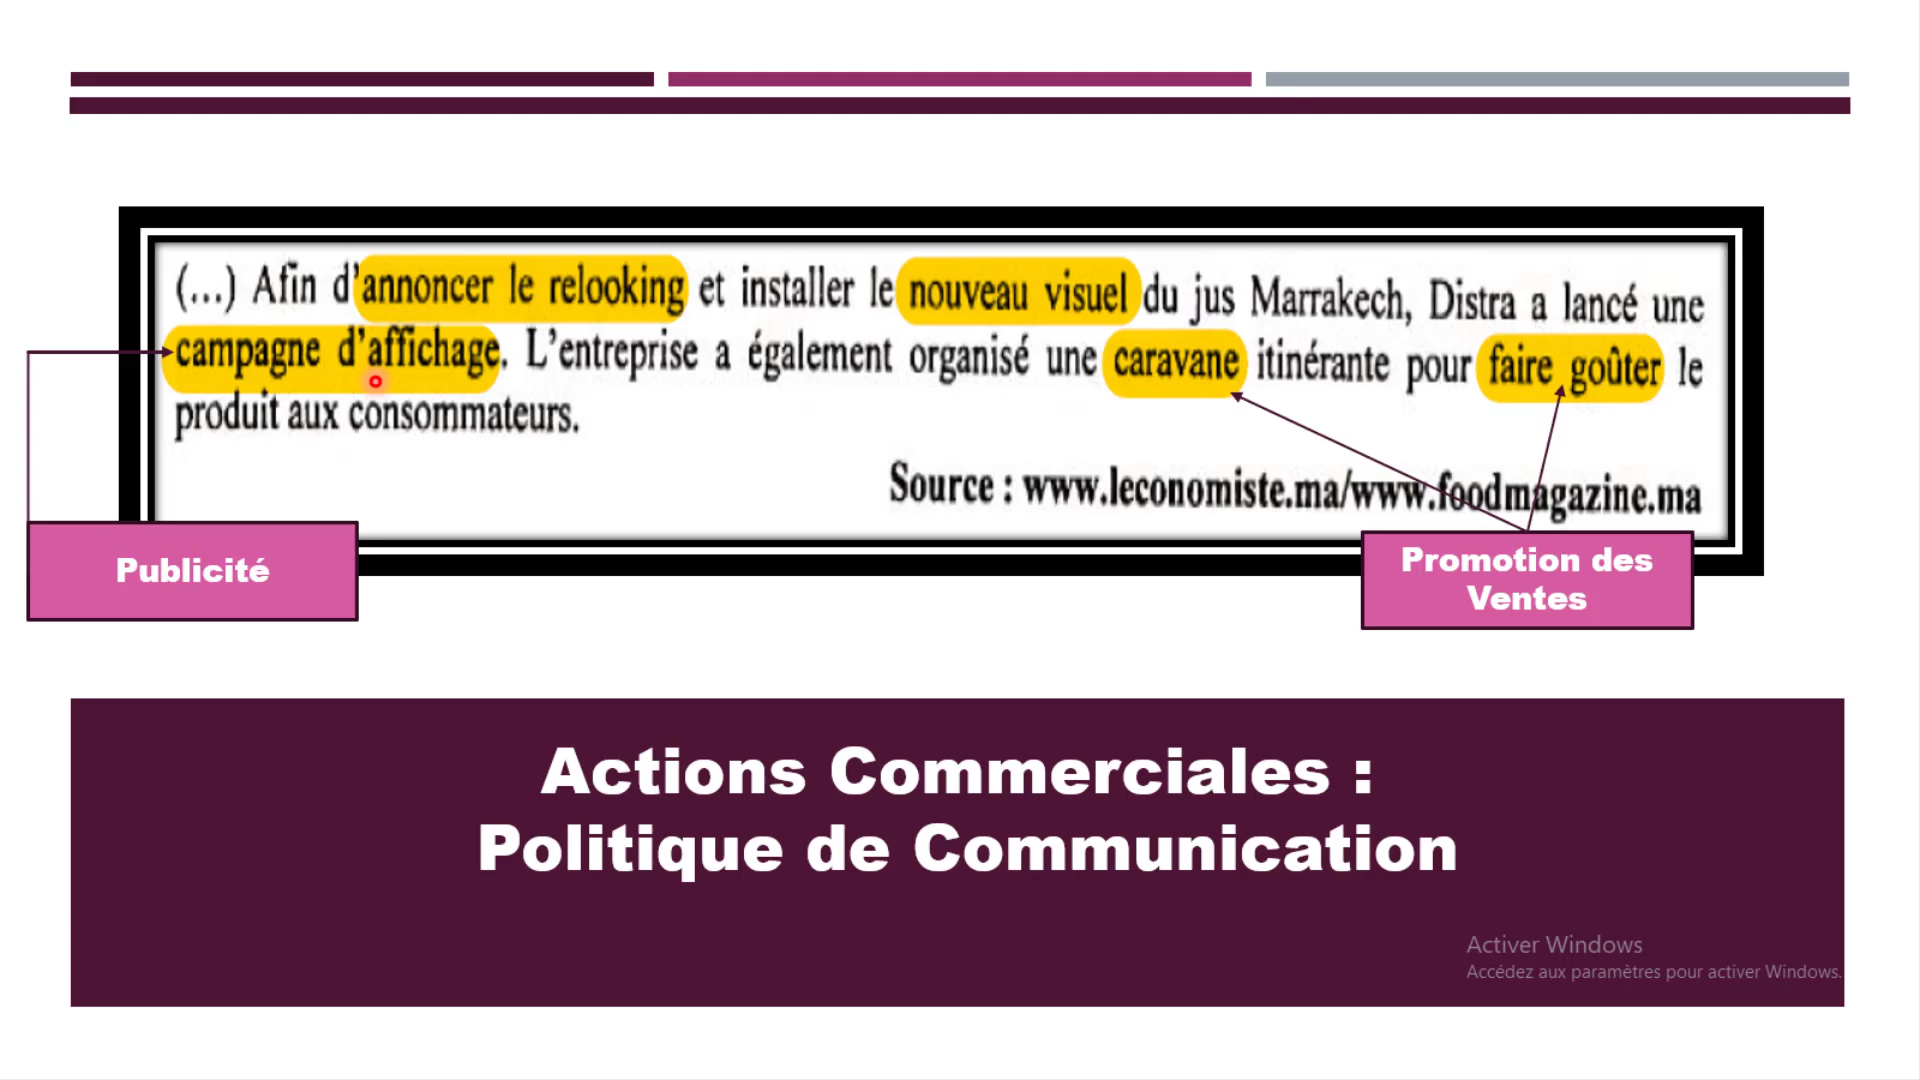 (...) Afin d’annoncer le relooking et installer le nouveau visuel du jus Marrakech, Distra a lancé une
campagne d’affichage. L’entreprise a également organisé une caravane itinérante pour faire goûter le
produit aux consommateurs.
Source : www.leconomiste.ma/www.foodmagazine.ma
Publicité
Promotion des
Ventes
Actions Commerciales :
Politique de Communication
Activer Windows
Accédez aux paramètres pour activer Windows.